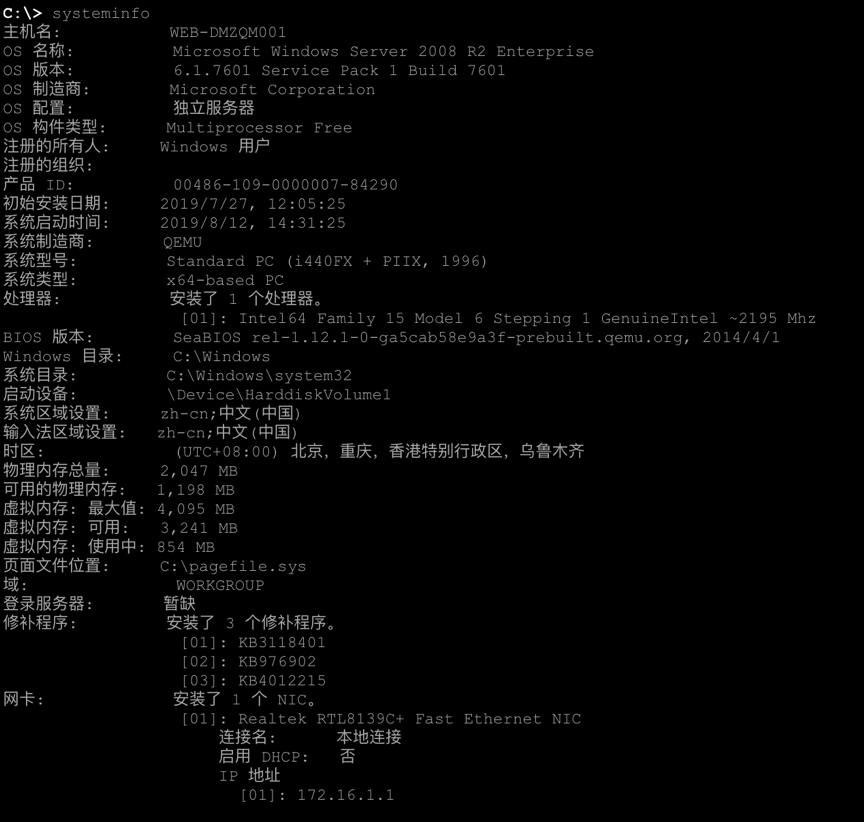 C:\> systeminfo
主机名: WEB-DMZQM001
OS 名称: Microsoft Windows Server 2008 R2 Enterprise
OS 版本: 6.1.7601 Service Pack 1 Build 7601
OS 制造商: Microsoft Corporation
OS 配置: 独立服务器
OS 构件类型: Multiprocessor Free
注册的所有人: Windows 用户
注册的组织:
产品 ID: 00486-109-0000007-84290
初始安装日期: 2019/7/27, 12:05:25
系统启动时间: 2019/8/12, 14:31:25
系统制造商: QEMU
系统型号: Standard PC (i440FX + PIIX, 1996)
系统类型: x64-based PC
处理器: 安装了 1 个处理器。
[01]: Intel64 Family 15 Model 6 Stepping 1 GenuineIntel ~2195 Mhz
BIOS 版本: SeaBIOS rel-1.12.1-0-ga5cab58e9a3f-prebuilt.qemu.org, 2014/4/1
Windows 目录: C:\Windows
系统目录: C:\Windows\system32
启动设备: \Device\HarddiskVolume1
系统区域设置: zh-cn;中文(中国)
输入法区域设置: zh-cn;中文(中国)
时区: (UTC+08:00) 北京，重庆，香港特别行政区，乌鲁木齐
物理内存总量: 2,047 MB
可用的物理内存: 1,198 MB
虚拟内存: 最大值: 4,095 MB
虚拟内存: 可用: 3,241 MB
虚拟内存: 使用中: 854 MB
页面文件位置: C:\pagefile.sys
域: WORKGROUP
登录服务器: 暂缺
修补程序: 安装了 3 个修补程序。
[01]: KB3118401
[02]: KB976902
[03]: KB4012215
网卡: 安装了 1 个 NIC。
[01]: Realtek RTL8139C+ Fast Ethernet NIC
连接名: 本地连接
启用 DHCP: 否
IP 地址
[01]: 172.16.1.1